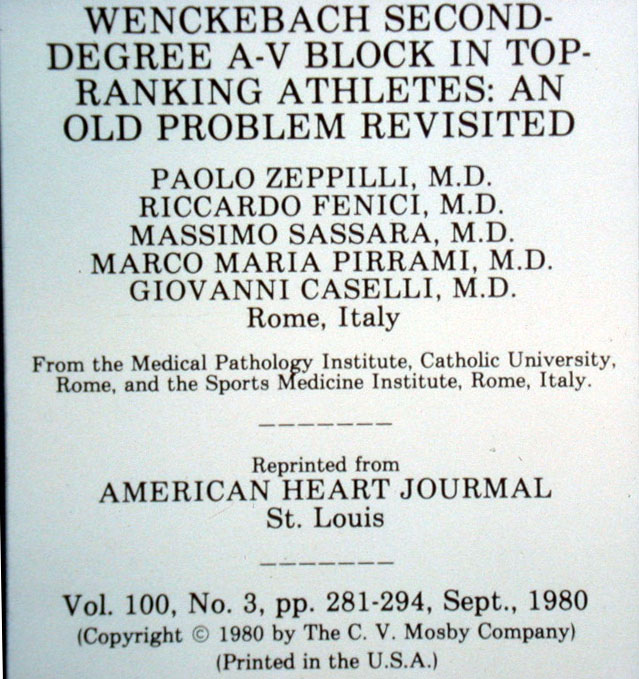 WENCKEBACH SECOND-
DEGREE A-V BLOCK IN TOP-
RANKING ATHLETES: AN
OLD PROBLEM REVISITED
PAOLO ZEPPILLI, M.D.
RICCARDO FENICI, M.D.
MASSIMO SASSARA, M.D.
MARCO MARIA PIRRAMI, M.D.
GIOVANNI CASELLI, M.D.
Rome, Italy
From the Medical Pathology Institute, Catholic University,
Rome, and the Sports Medicine Institute, Rome, Italy.
Reprinted from
AMERICAN HEART JOURMAL
St. Louis
Vol. 100, No. 3, pp. 281-294, Sept., 1980
(Copyright © 1980 by The C. V. Mosby Company)
(Printed in the U.S.A.)